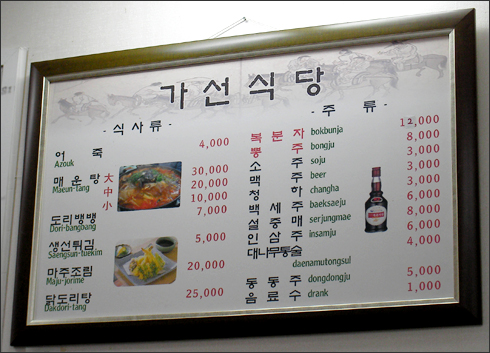 가선식당
- 식사류 -
어 죽 4,000
Azouk
매운탕 大 30,000
Maeun-tang 中 20,000
小 10,000
도리뱅뱅 7,000
Dori-bangbang
생선튀김 5,000
Saengsun-tuekim
마주조림 20,000
Maju-jorime
닭도리탕 25,000
Dakdori-tang
- 주류 -
복분자 bokbunja 12,000
뽕주 bongju 8,000
소주 soju 3,000
맥주 beer 3,000
청하 changha 4,000
백세주 baeksaeju 6,000
설중매 serjungmae 8,000
인삼주 insamju 4,000
대나무통술
daenamutongsul
동동주 dongdongju 5,000
음료수 drank 1,000